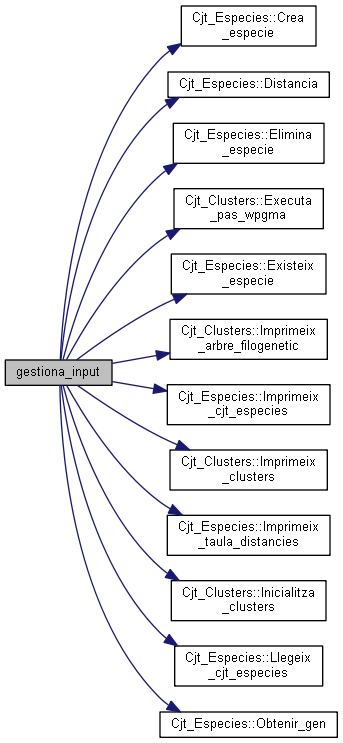 Cjt_Especies::Crea
_especie
Cjt_Especies::Distancia
Cjt_Especies::Elimina
_especie
Cjt_Clusters::Executa
_pas_wpgma
Cjt_Especies::Existeix
_especie
Cjt_Clusters::Imprimeix
_arbre_filogenetic
gestiona_input
Cjt_Especies::Imprimeix
_cjt_especies
Cjt_Clusters::Imprimeix
_clusters
Cjt_Especies::Imprimeix
_taula_distancies
Cjt_Clusters::Inicialitza
_clusters
Cjt_Especies::Llegeix
_cjt_especies
Cjt_Especies::Obtenir_gen